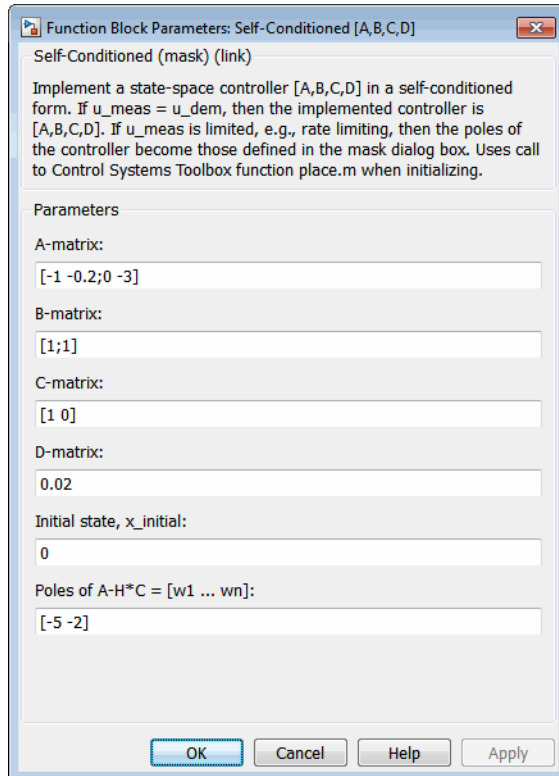 Function Block Parameters: Self-Conditioned [A,B,C,D]
Self-Conditioned (mask) (link)
Implement a state-space controller [A,B,C,D] in a self-conditioned
form. If u_meas = u_dem, then the implemented controller is
[A,B,C,D]. If u_meas is limited, e.g., rate limiting, then the poles of
the controller become those defined in the mask dialog box. Uses call
to Control Systems Toolbox function place.m when initializing.
Parameters
A-matrix:
[-1 -0.2;0 -3]
B-matrix:
[1;1]
C-matrix:
[1 0]
D-matrix:
0.02
Initial state, x_initial:
0
Poles of A-H*C = [w1 ... wn]:
[-5 -2]
OK Cancel Help Apply